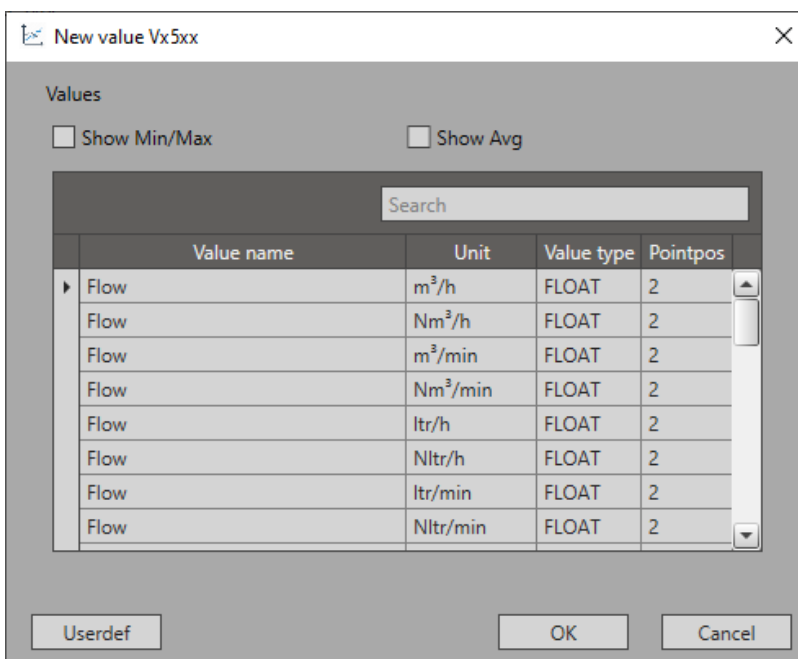 New value Vx5xx
Values
Show Min/Max Show Avg
Search
Value name Unit Value type Pointpos
Flow m³/h FLOAT 2
Flow Nm³/h FLOAT 2
Flow m³/min FLOAT 2
Flow Nm³/min FLOAT 2
Flow ltr/h FLOAT 2
Flow Nltr/h FLOAT 2
Flow ltr/min FLOAT 2
Flow Nltr/min FLOAT 2
Userdef OK Cancel